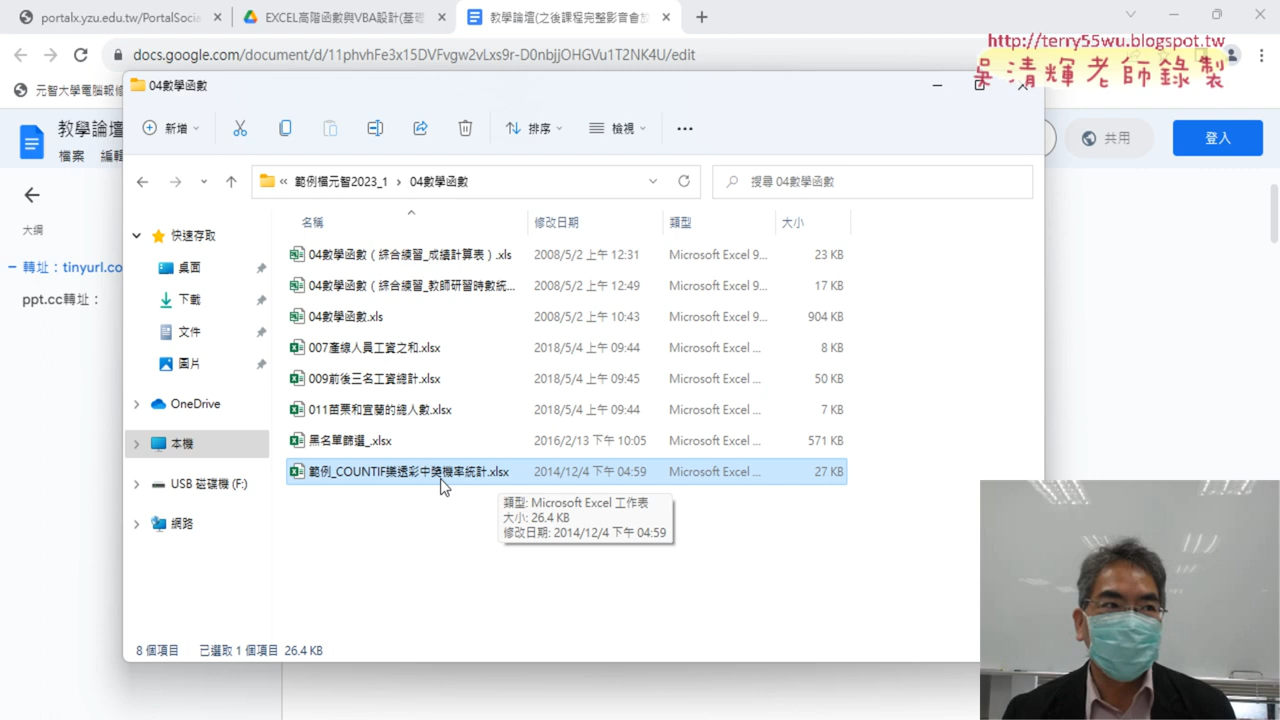 portalx.yzu.edu.tw/PortalSocia
EXCEL高階函數與VBA設計(基礎
教學論壇(之後課程完整影音會放
docs.google.com/document/d/11phvhFe3x15DVFvgw2vLxs9r-D0nbjjOHGVu1T2NK4U/edit
http://terry55wu.blogspot.tw
吳清輝老師錄製
元智大學電腦報修
教學論壇
檔案
編輯
共用
登入
大綱
轉址：tinyurl.co
ppt.cc轉址：
04數學函數
新增
排序
檢視
範例檔元智2023_1
04數學函數
搜尋 04數學函數
名稱
修改日期
類型
大小
快速存取
桌面
下載
文件
圖片
OneDrive
本機
USB 磁碟機 (F:)
網路
04數學函數（綜合練習_成績計算表）.xls 2008/5/2 上午 12:31 Microsoft Excel 9... 23 KB
04數學函數（綜合練習_教師研習時數統... 2008/5/2 上午 12:49 Microsoft Excel 9... 17 KB
04數學函數.xls 2008/5/2 上午 10:43 Microsoft Excel 9... 904 KB
007產線人員工資之和.xlsx 2018/5/4 上午 09:44 Microsoft Excel ... 8 KB
009前後三名工資總計.xlsx 2018/5/4 上午 09:45 Microsoft Excel ... 50 KB
011苗栗和宜蘭的總人數.xlsx 2018/5/4 上午 09:44 Microsoft Excel ... 7 KB
黑名單篩選_.xlsx 2016/2/13 下午 10:05 Microsoft Excel ... 571 KB
範例_COUNTIF樂透彩中獎機率統計.xlsx 2014/12/4 下午 04:59 Microsoft Excel ... 27 KB
類型: Microsoft Excel 工作表
大小: 26.4 KB
修改日期: 2014/12/4 下午 04:59
8 個項目
已選取 1 個項目 26.4 KB